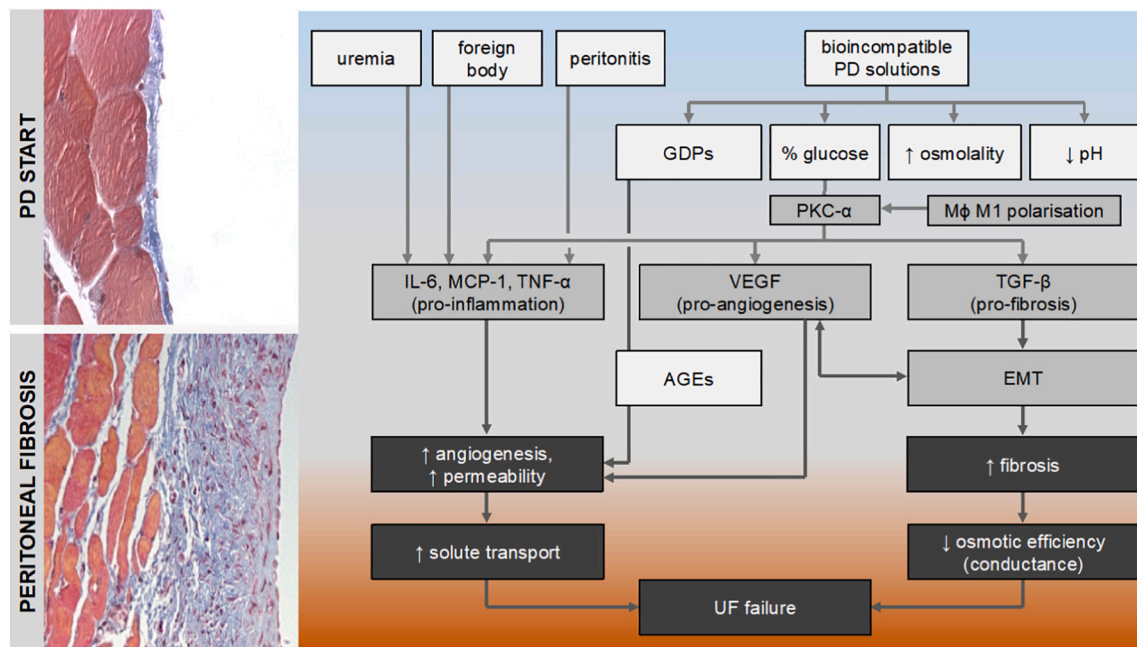 PD START
PERITONEAL FIBROSIS
uremia
foreign
body
peritonitis
bioincompatible
PD solutions
GDPs
% glucose
↑ osmolality
↓ pH
PKC-α
Mϕ M1 polarisation
IL-6, MCP-1, TNF-α
(pro-inflammation)
VEGF
(pro-angiogenesis)
TGF-β
(pro-fibrosis)
AGEs
EMT
↑ angiogenesis,
↑ permeability
↑ fibrosis
↑ solute transport
↓ osmotic efficiency
(conductance)
UF failure